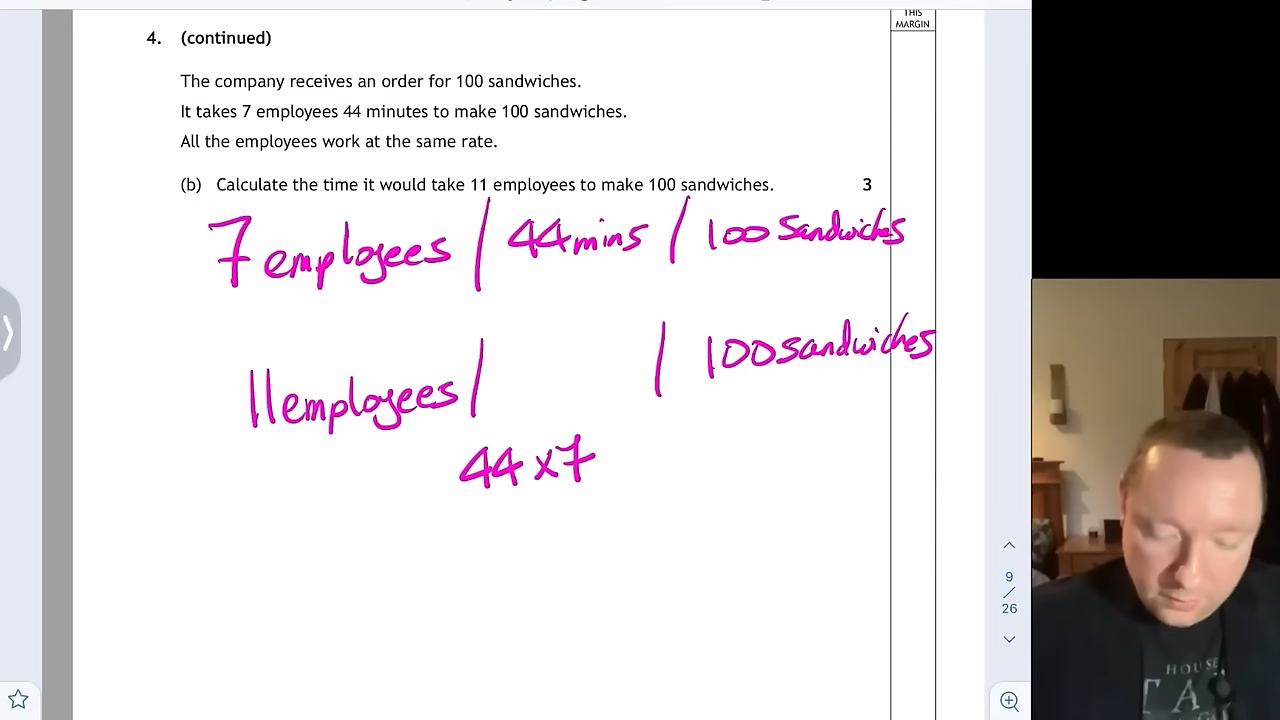 THIS
MARGIN
4. (continued)
The company receives an order for 100 sandwiches.
It takes 7 employees 44 minutes to make 100 sandwiches.
All the employees work at the same rate.
(b) Calculate the time it would take 11 employees to make 100 sandwiches. 3
7 employees / 44 mins / 100 Sandwiches
11 employees / / 100 sandwiches
44 x 7
9
/
26
HOUSE